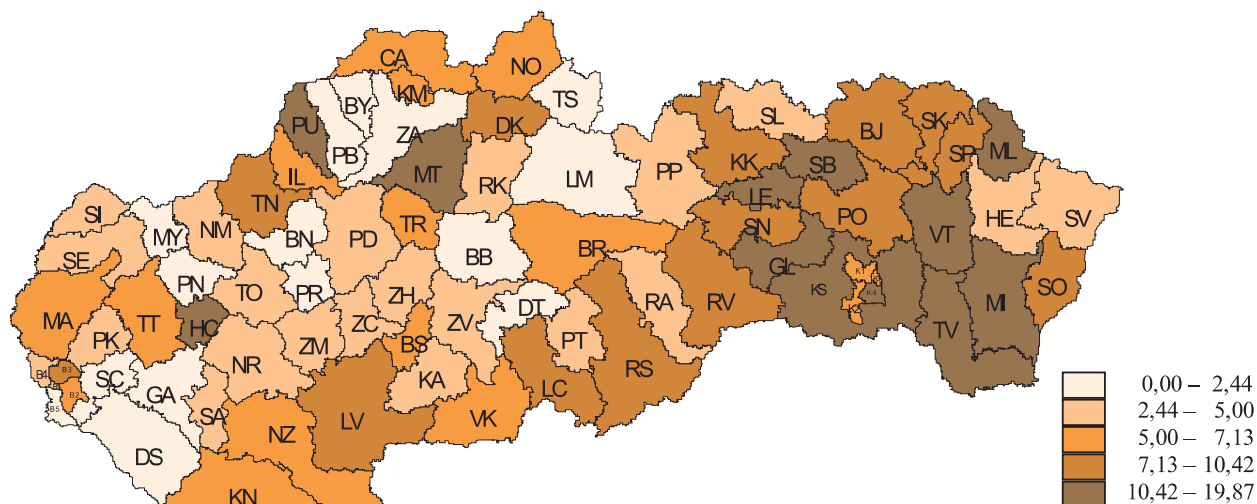 CA
NO
KM
BY
TS
PU
ZA
DK
SL
BJ
SK
PB
SP
ML
IL
MT
RK
LM
PP
KK
SB
TN
LE
SI
NM
TR
SN
PO
HE
SV
MY
BN
PD
BR
VT
SE
BB
GL
K1
PN
TO
PR
ZH
RA
RV
KS
K3
K4
SO
MA
TT
HC
ZC
ZV
DT
MI
PK
ZM
BS
PT
TV
B4
B3
SC
NR
KA
LC
RS
B2
GA
B5
SA
LV
VK
NZ
DS
KN
0,00 – 2,44
2,44 – 5,00
5,00 – 7,13
7,13 – 10,42
10,42 – 19,87